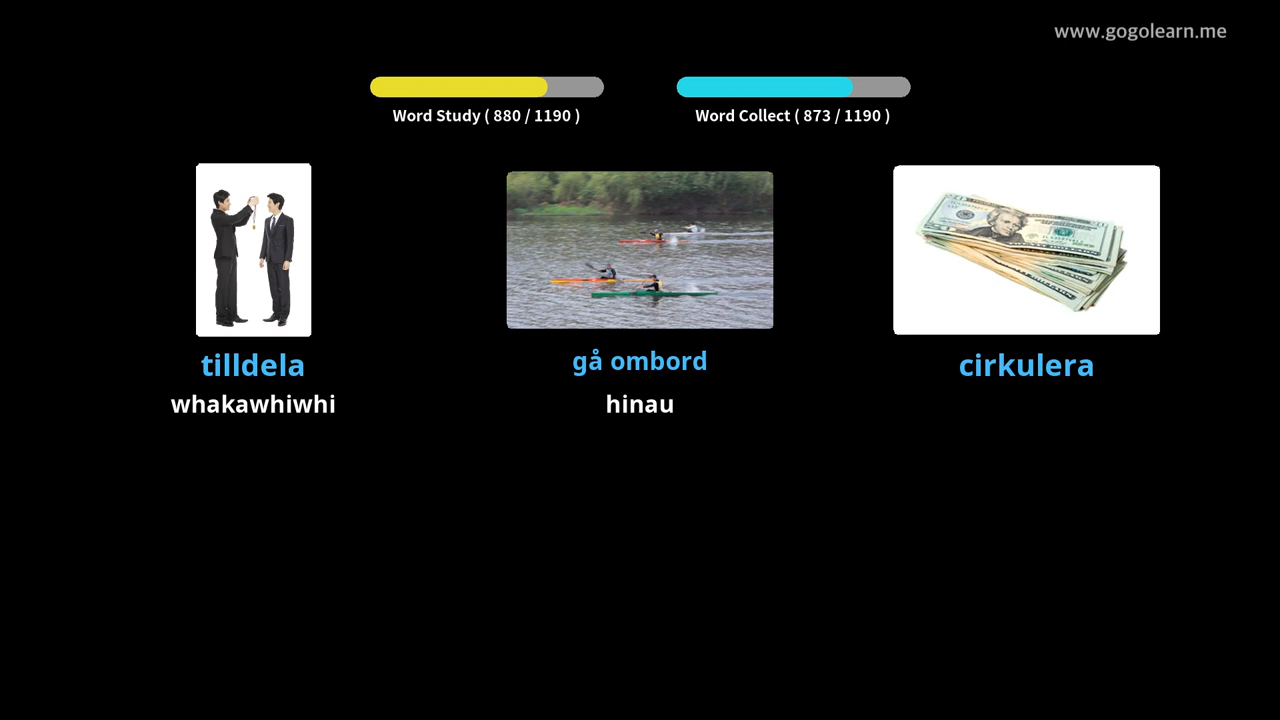 www.gogolearn.me
Word Study ( 880 / 1190 )
Word Collect ( 873 / 1190 )
tilldela
whakawhiwhi
gå ombord
hinau
cirkulera